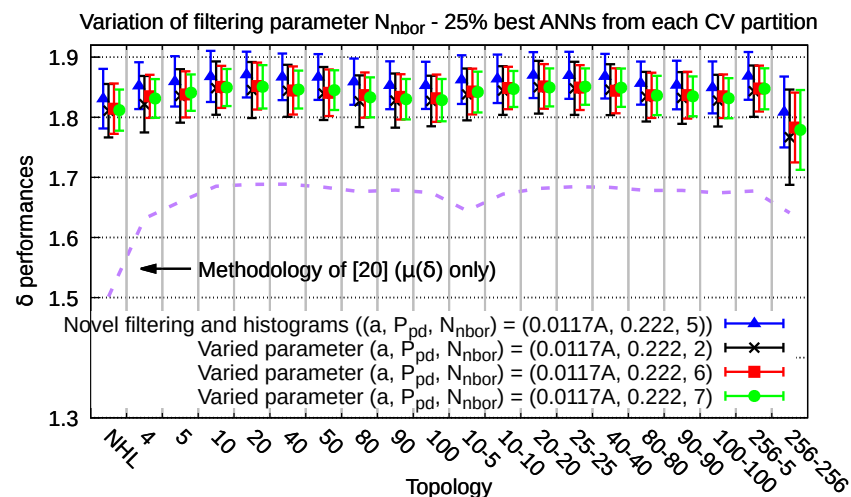 Variation of filtering parameter Nnbor - 25% best ANNs from each CV partition
δ performances
1.9
1.8
1.7
1.6
1.5
1.3
Methodology of [20] (μ(δ) only)
Novel filtering and histograms ((a, Ppd, Nnbor) = (0.0117A, 0.222, 5))
Varied parameter (a, Ppd, Nnbor) = (0.0117A, 0.222, 2)
Varied parameter (a, Ppd, Nnbor) = (0.0117A, 0.222, 6)
Varied parameter (a, Ppd, Nnbor) = (0.0117A, 0.222, 7)
NHL
4
5
10
20
40
50
80
90
100
10-5
10-10
20-20
25-25
40-40
80-80
90-90
100-100
256-5
256-256
Topology